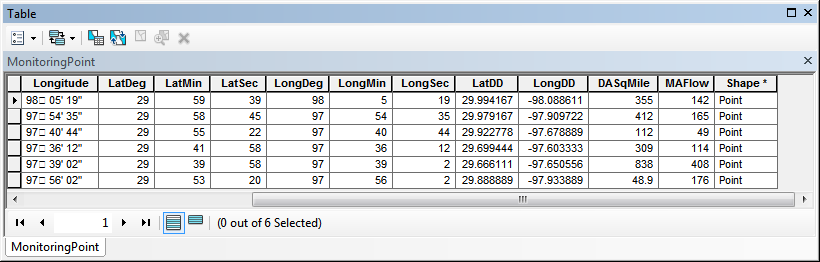 Table
MonitoringPoint
Longitude LatDeg LatMin LatSec LongDeg LongMin LongSec LatDD LongDD DASqMile MAFlow Shape *
98□ 05' 19" 29 59 39 98 5 19 29.994167 -98.088611 355 142 Point
97□ 54' 35" 29 58 45 97 54 35 29.979167 -97.909722 412 165 Point
97□ 40' 44" 29 55 22 97 40 44 29.922778 -97.678889 112 49 Point
97□ 36' 12" 29 41 58 97 36 12 29.699444 -97.603333 309 114 Point
97□ 39' 02" 29 39 58 97 39 2 29.666111 -97.650556 838 408 Point
97□ 56' 02" 29 53 20 97 56 2 29.888889 -97.933889 48.9 176 Point
1 (0 out of 6 Selected)
MonitoringPoint